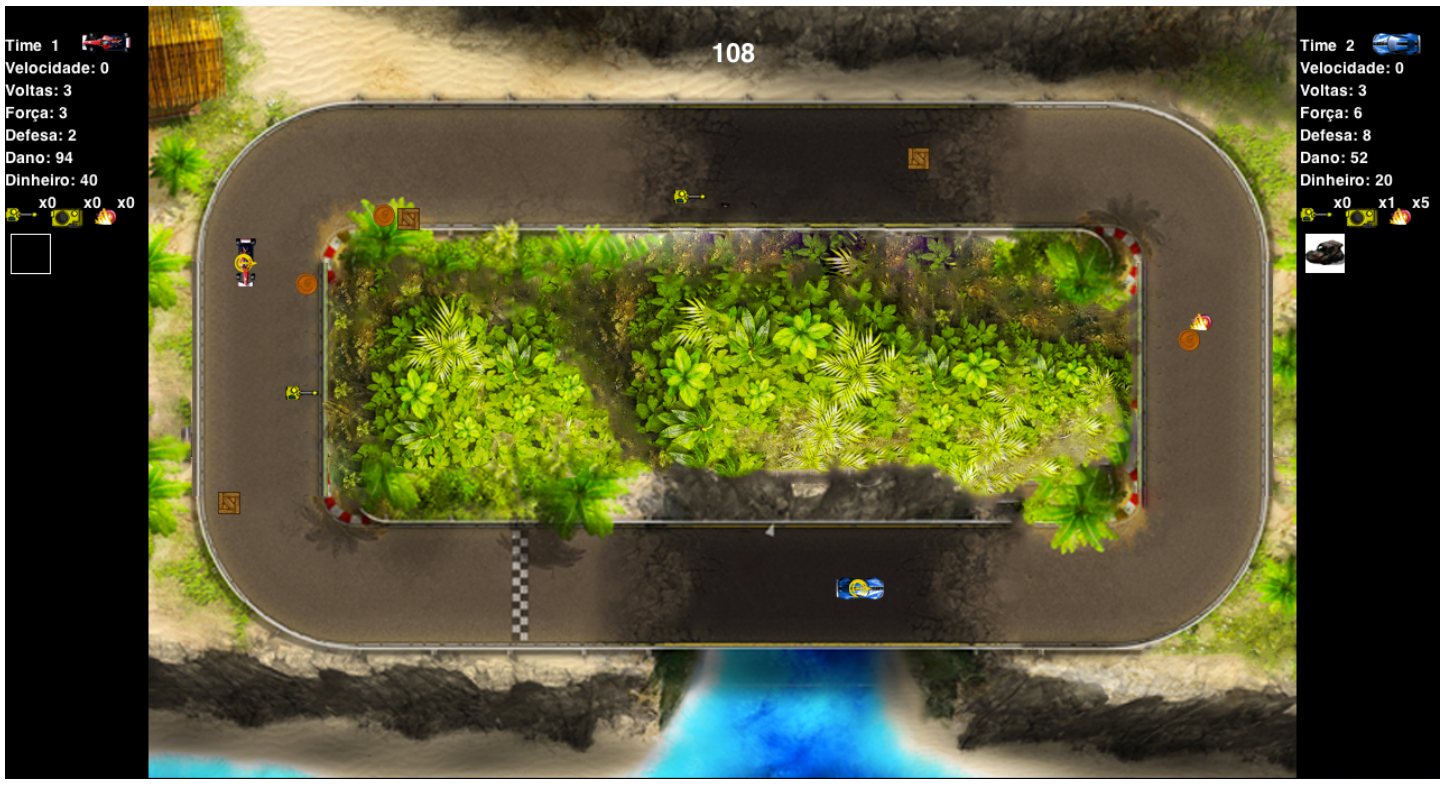 108
Time 1
Velocidade: 0
Voltas: 3
Força: 3
Defesa: 2
Dano: 94
Dinheiro: 40
x0 x0 x0
Time 2
Velocidade: 0
Voltas: 3
Força: 6
Defesa: 8
Dano: 52
Dinheiro: 20
x0 x1 x5